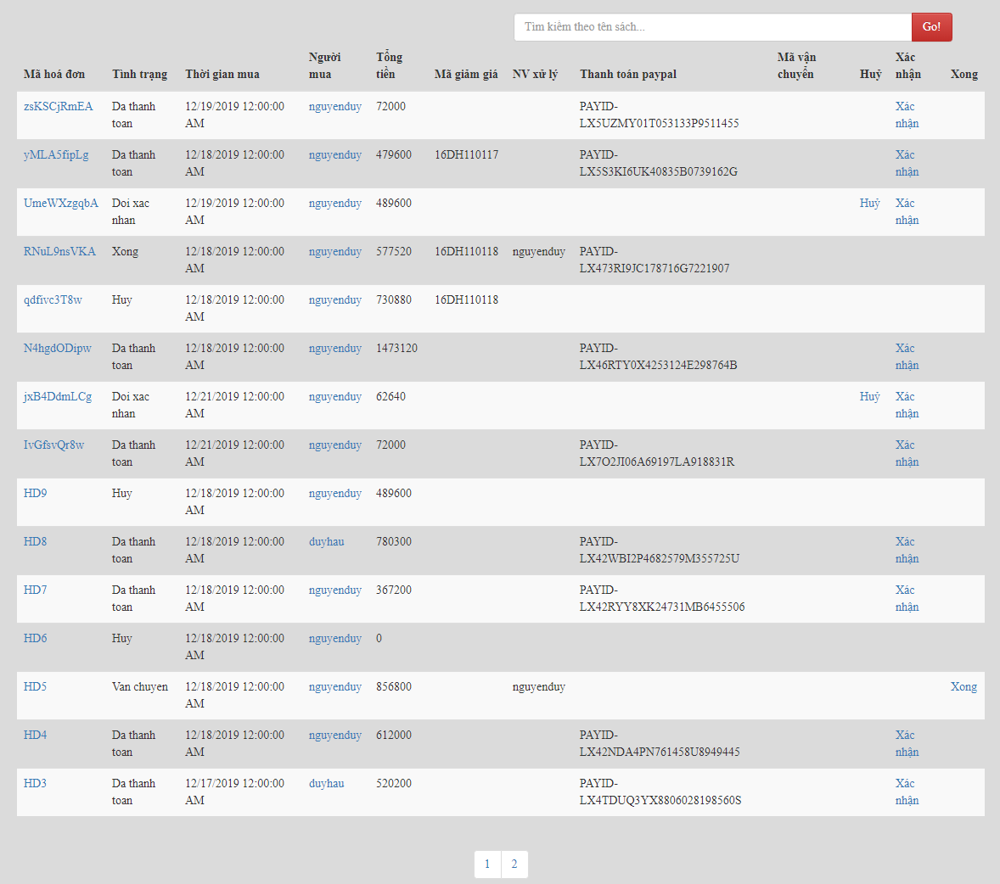 Tìm kiếm theo tên sách... Go!
Mã hoá đơn Tình trạng Thời gian mua Người mua Tổng tiền Mã giảm giá NV xử lý Thanh toán paypal Mã vận chuyển Huỷ Xác nhận Xong
zsKSCjRmEA Da thanh toan 12/19/2019 12:00:00 AM nguyenduy 72000 PAYID-LX5UZMY01T053133P9511455 Xác nhận
yMLA5fipLg Da thanh toan 12/18/2019 12:00:00 AM nguyenduy 479600 16DH110117 PAYID-LX5S3KI6UK40835B0739162G Xác nhận
UmeWXzgqbA Doi xac nhan 12/19/2019 12:00:00 AM nguyenduy 489600 Huỷ Xác nhận
RNuL9nsVKA Xong 12/18/2019 12:00:00 AM nguyenduy 577520 16DH110118 nguyenduy PAYID-LX473RI9JC178716G7221907
qdfivc3T8w Huy 12/18/2019 12:00:00 AM nguyenduy 730880 16DH110118
N4hgdODipw Da thanh toan 12/18/2019 12:00:00 AM nguyenduy 1473120 PAYID-LX46RTY0X4253124E298764B Xác nhận
jxB4DdmLCg Doi xac nhan 12/21/2019 12:00:00 AM nguyenduy 62640 Huỷ Xác nhận
IvGfsvQr8w Da thanh toan 12/21/2019 12:00:00 AM nguyenduy 72000 PAYID-LX7O2JI06A69197LA918831R Xác nhận
HD9 Huy 12/18/2019 12:00:00 AM nguyenduy 489600
HD8 Da thanh toan 12/18/2019 12:00:00 AM duyhau 780300 PAYID-LX42WBI2P4682579M355725U Xác nhận
HD7 Da thanh toan 12/18/2019 12:00:00 AM nguyenduy 367200 PAYID-LX42RYY8XK24731MB6455506 Xác nhận
HD6 Huy 12/18/2019 12:00:00 AM nguyenduy 0
HD5 Van chuyen 12/18/2019 12:00:00 AM nguyenduy 856800 nguyenduy Xong
HD4 Da thanh toan 12/18/2019 12:00:00 AM nguyenduy 612000 PAYID-LX42NDA4PN761458U8949445 Xác nhận
HD3 Da thanh toan 12/17/2019 12:00:00 AM duyhau 520200 PAYID-LX4TDUQ3YX8806028198560S Xác nhận
1 2